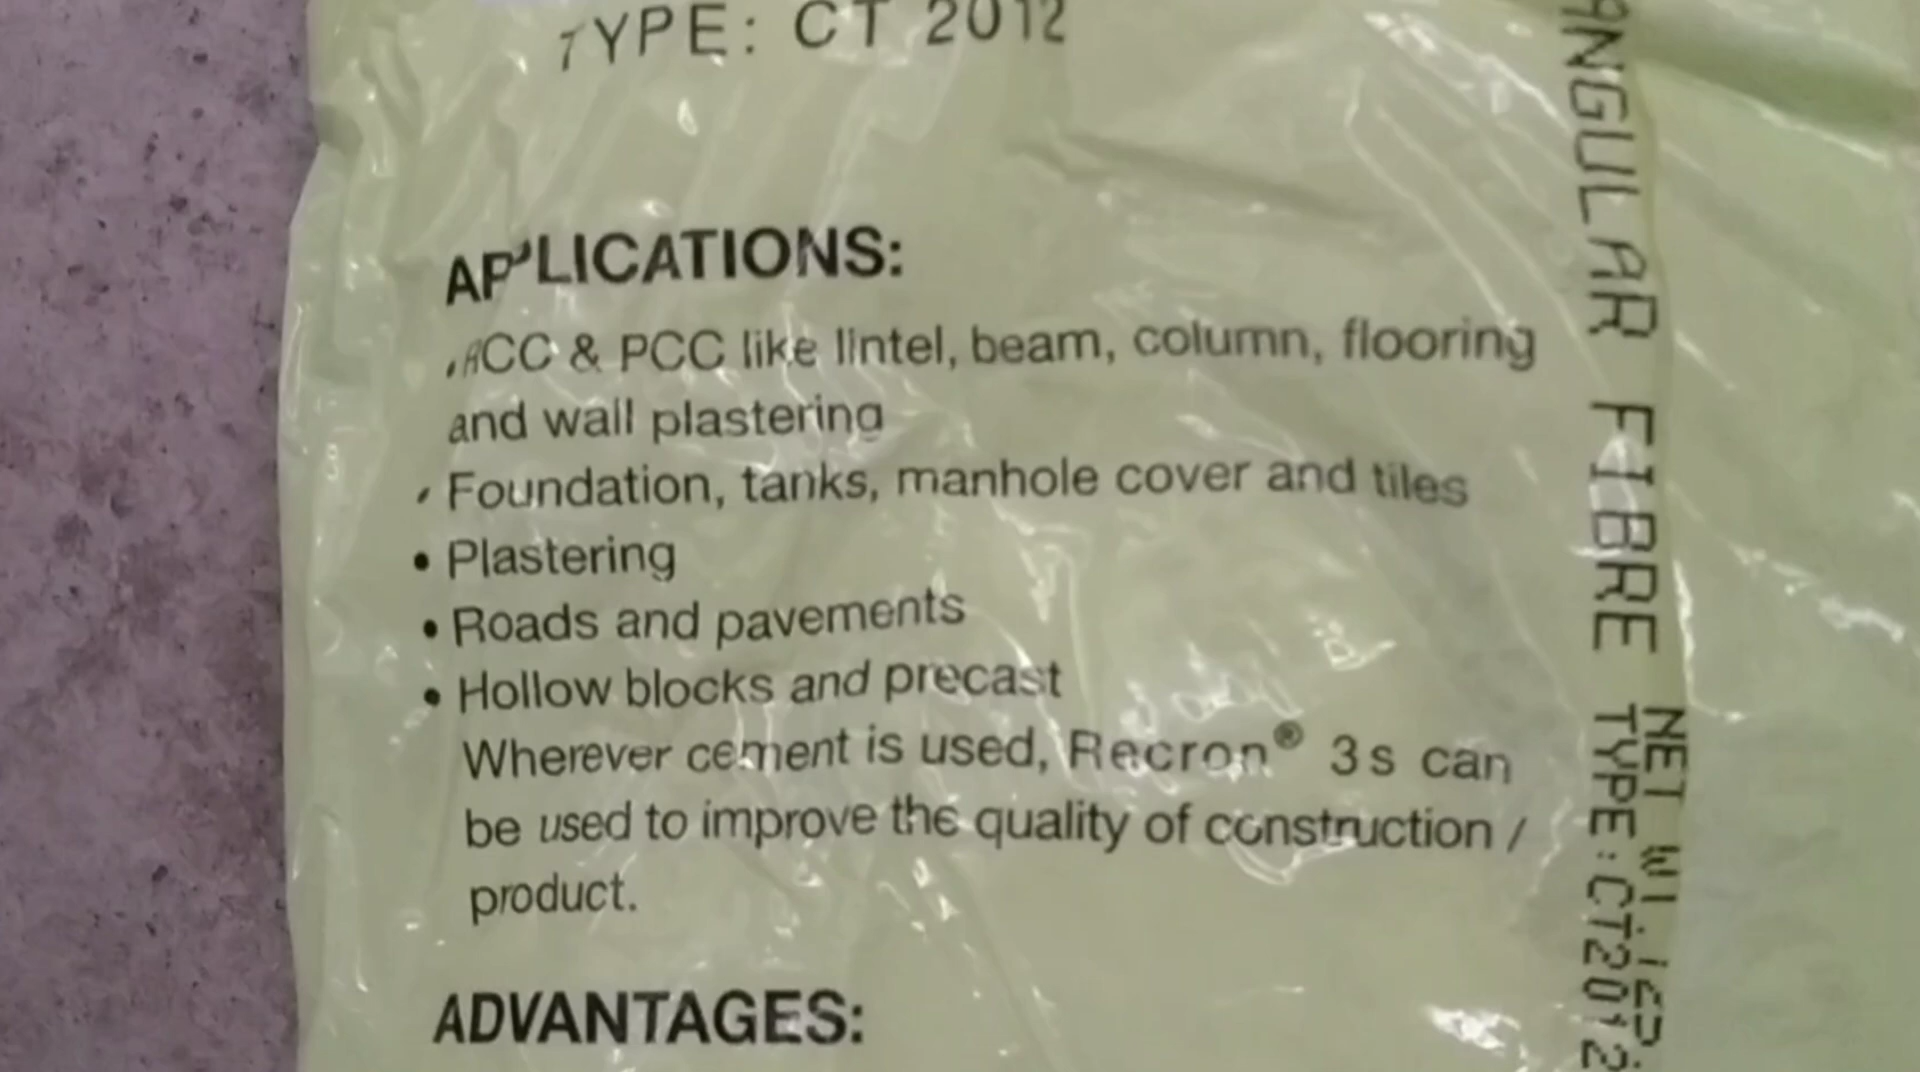 TYPE: CT 2012
APPLICATIONS:
RCC & PCC like lintel, beam, column, flooring
and wall plastering
• Foundation, tanks, manhole cover and tiles
• Plastering
• Roads and pavements
• Hollow blocks and precast
Wherever cement is used, Recron® 3s can
be used to improve the quality of construction /
product.
ADVANTAGES:
ANGULAR FIBRE TYPE:CT2012
NET WT.